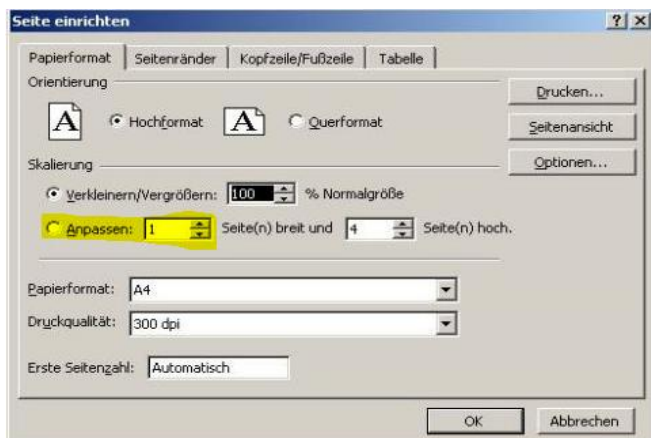 Seite einrichten
Papierformat Seitenränder Kopfzeile/Fußzeile Tabelle
Orientierung
Drucken...
A Hochformat A Querformat
Seitenansicht
Skalierung
Optionen...
Verkleinern/Vergrößern: 100 % Normalgröße
Anpassen: 1 Seite(n) breit und 4 Seite(n) hoch.
Papierformat: A4
Druckqualität: 300 dpi
Erste Seitenzahl: Automatisch
OK Abbrechen